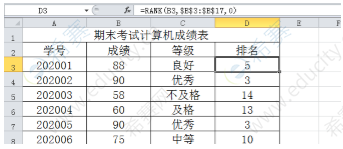 D3 fx =RANK(B3,$E$3:$E$17,0)
A B C D
1 期末考试计算机成绩表
2 学号 成绩 等级 排名
3 202001 88 良好 5
4 202002 90 优秀 3
5 202003 58 不及格 14
6 202004 60 及格 13
7 202005 90 优秀 3
8 202006 75 中等 10